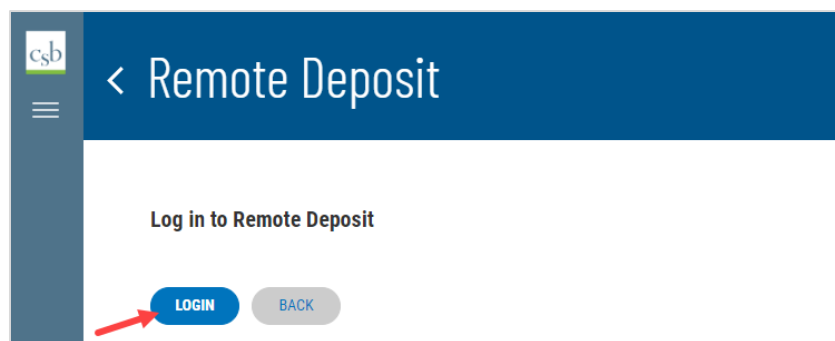 csb
Remote Deposit
Log in to Remote Deposit
LOGIN
BACK